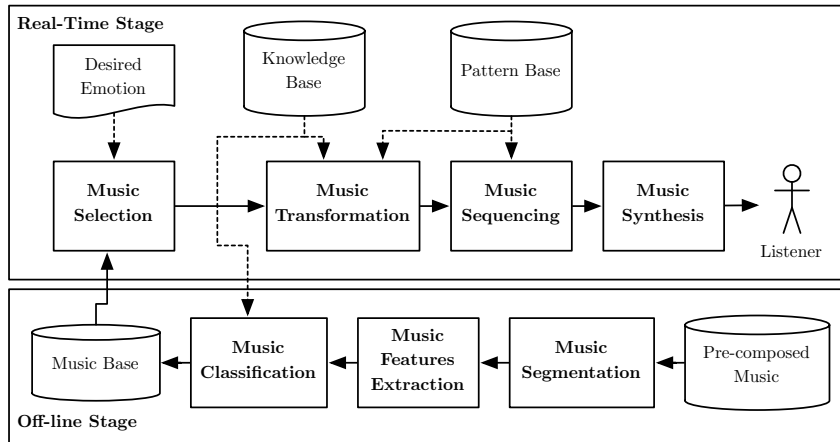 Real-Time Stage
Desired
Emotion
Knowledge
Base
Pattern Base
Music
Selection
Music
Transformation
Music
Sequencing
Music
Synthesis
Listener
Music Base
Music
Classification
Music
Features
Extraction
Music
Segmentation
Pre-composed
Music
Off-line Stage